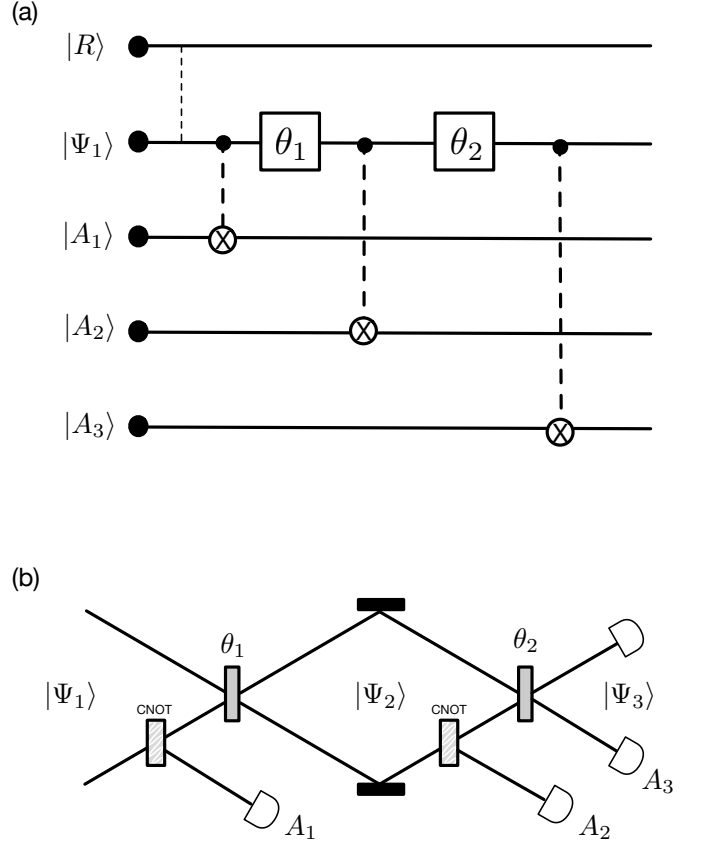 (a)
|R⟩
|Ψ₁⟩ θ₁ θ₂
|A₁⟩ X
|A₂⟩ X
|A₃⟩ X
(b)
θ₁ θ₂
|Ψ₁⟩ |Ψ₂⟩ |Ψ₃⟩
CNOT CNOT
A₃
A₁ A₂